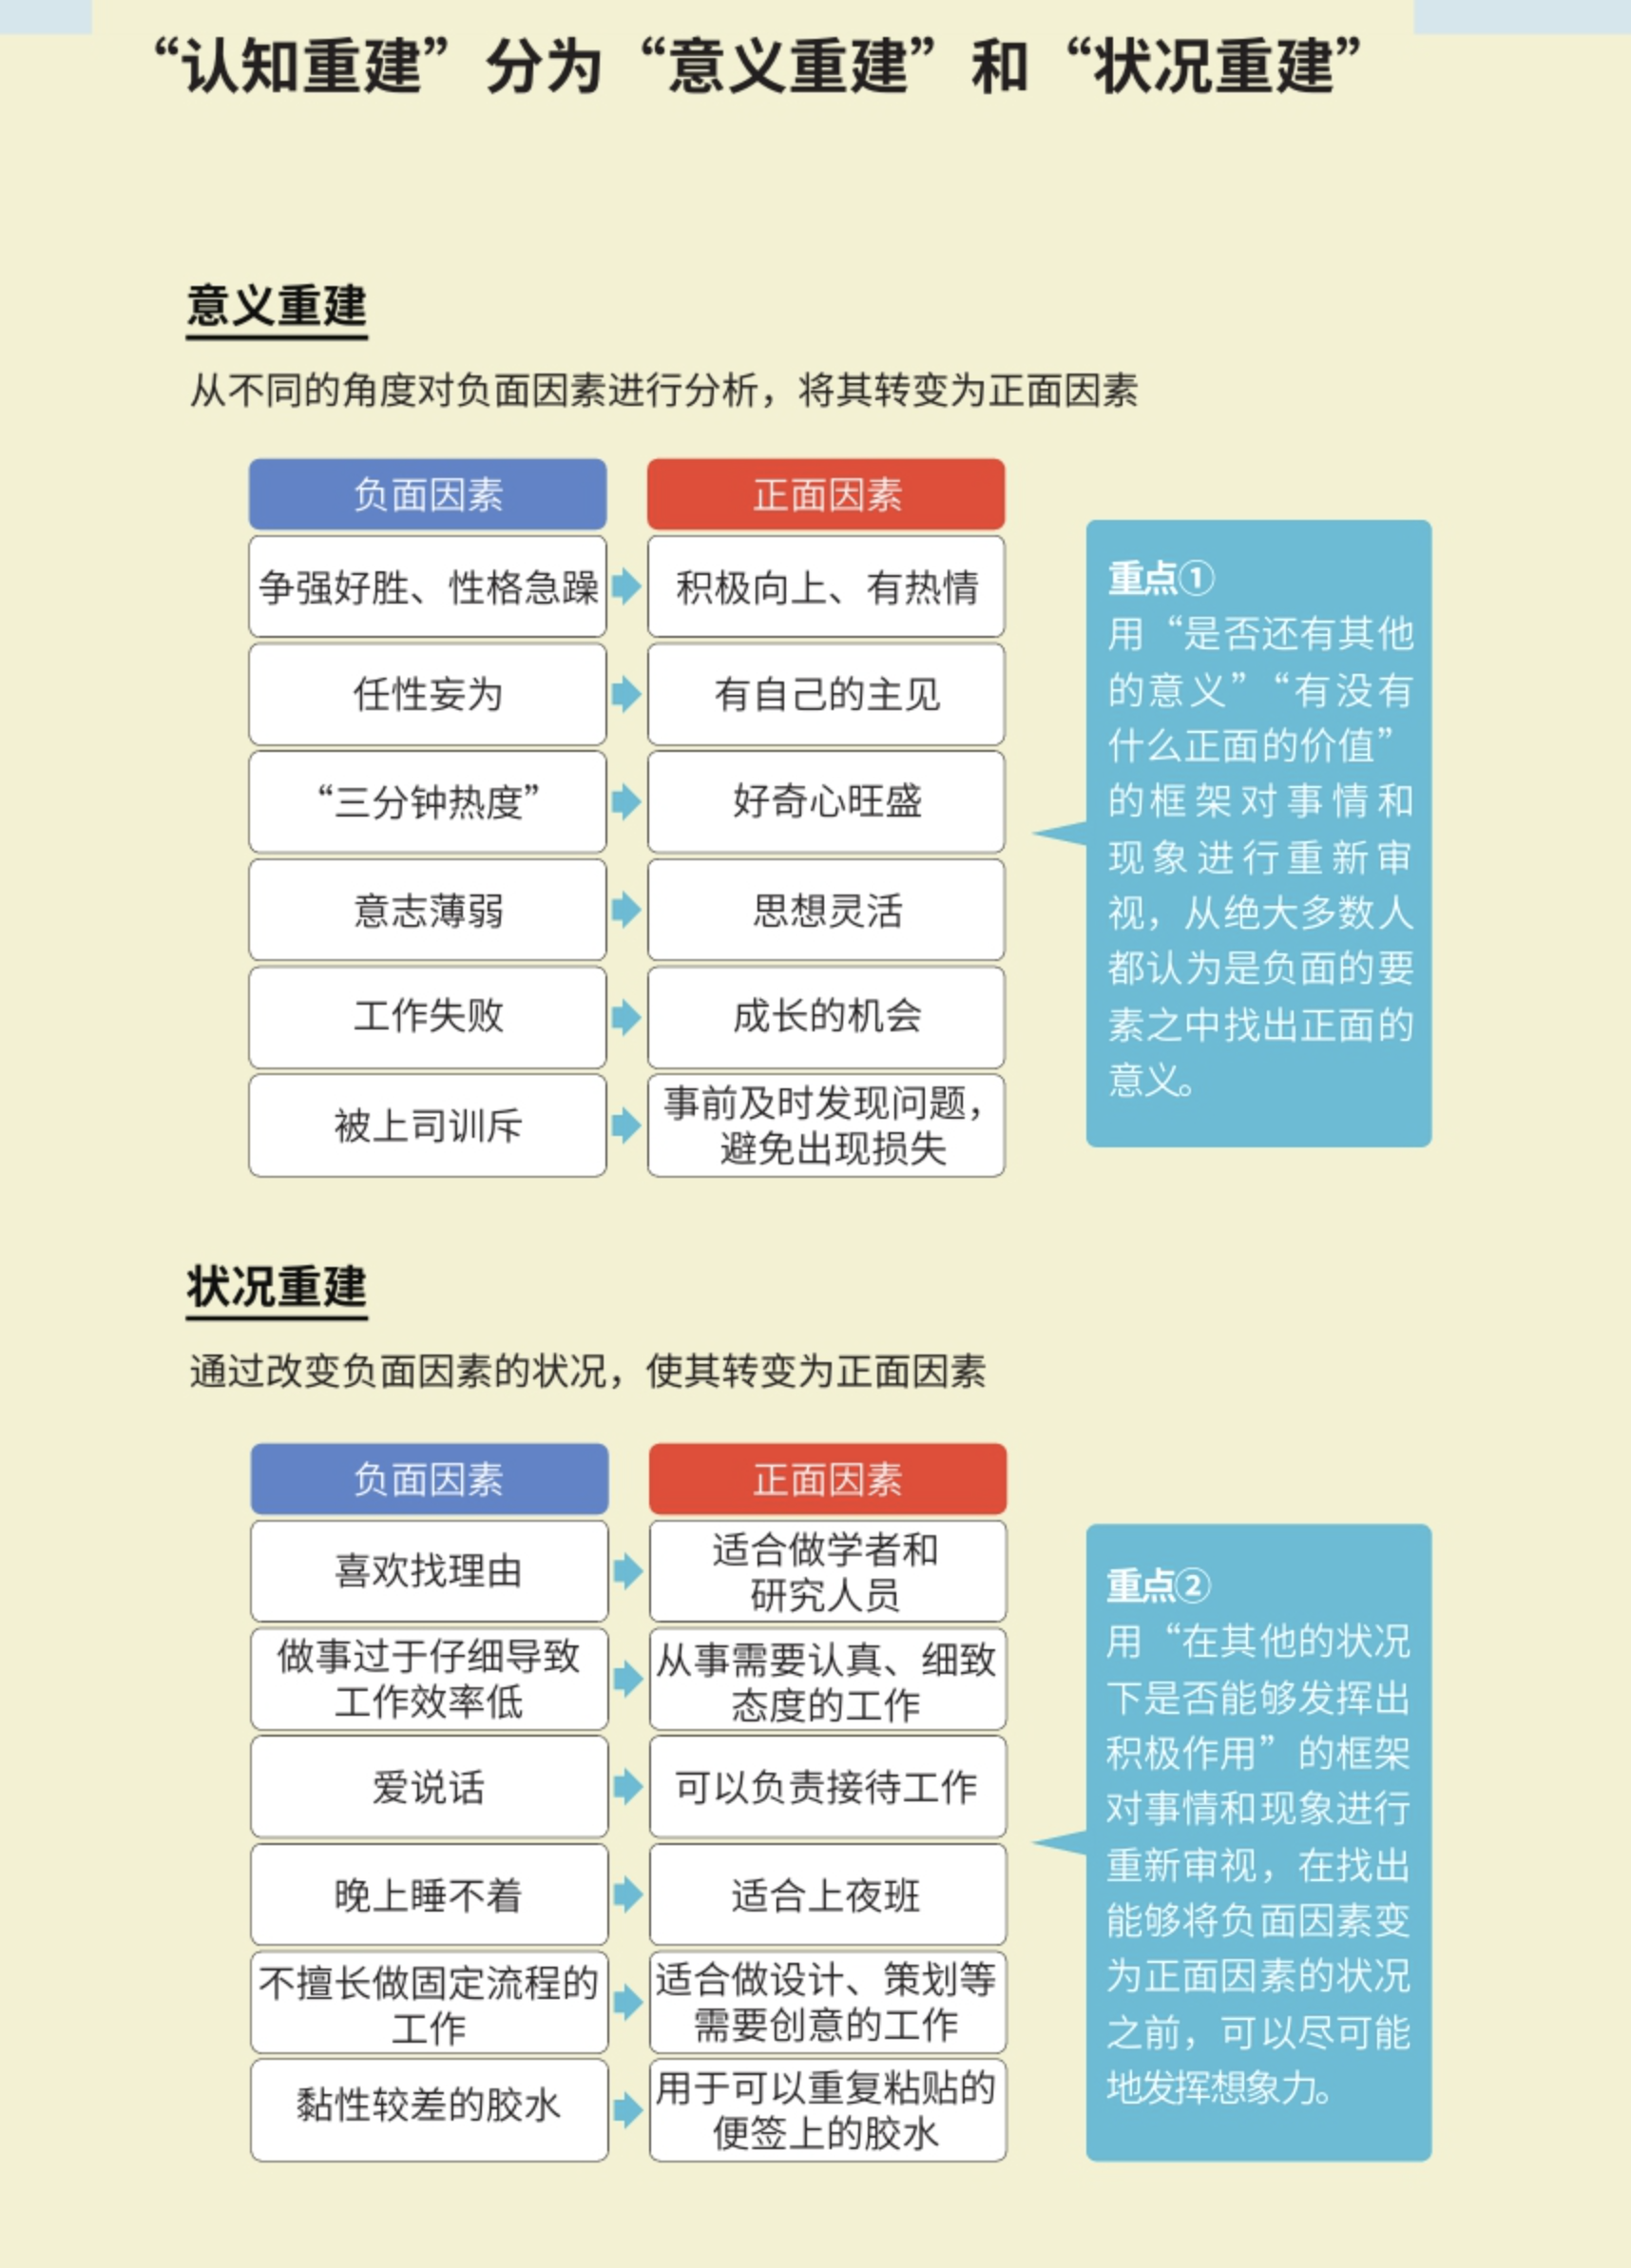 “认知重建”分为“意义重建”和“状况重建”
意义重建
从不同的角度对负面因素进行分析，将其转变为正面因素
负面因素
正面因素
争强好胜、性格急躁
积极向上、有热情
任性妄为
有自己的主见
“三分钟热度”
好奇心旺盛
意志薄弱
思想灵活
工作失败
成长的机会
被上司训斥
事前及时发现问题，
避免出现损失
重点①
用“是否还有其他
的意义”“有没有
什么正面的价值”
的框架对事情和
现象进行重新审
视，从绝大多数人
都认为是负面的要
素之中找出正面的
意义。
状况重建
通过改变负面因素的状况，使其转变为正面因素
负面因素
正面因素
喜欢找理由
适合做学者和
研究人员
做事过于仔细导致
工作效率低
从事需要认真、细致
态度的工作
爱说话
可以负责接待工作
晚上睡不着
适合上夜班
不擅长做固定流程的
工作
适合做设计、策划等
需要创意的工作
黏性较差的胶水
用于可以重复粘贴的
便签上的胶水
重点②
用“在其他的状况
下是否能够发挥出
积极作用”的框架
对事情和现象进行
重新审视，在找出
能够将负面因素变
为正面因素的状况
之前，可以尽可能
地发挥想象力。